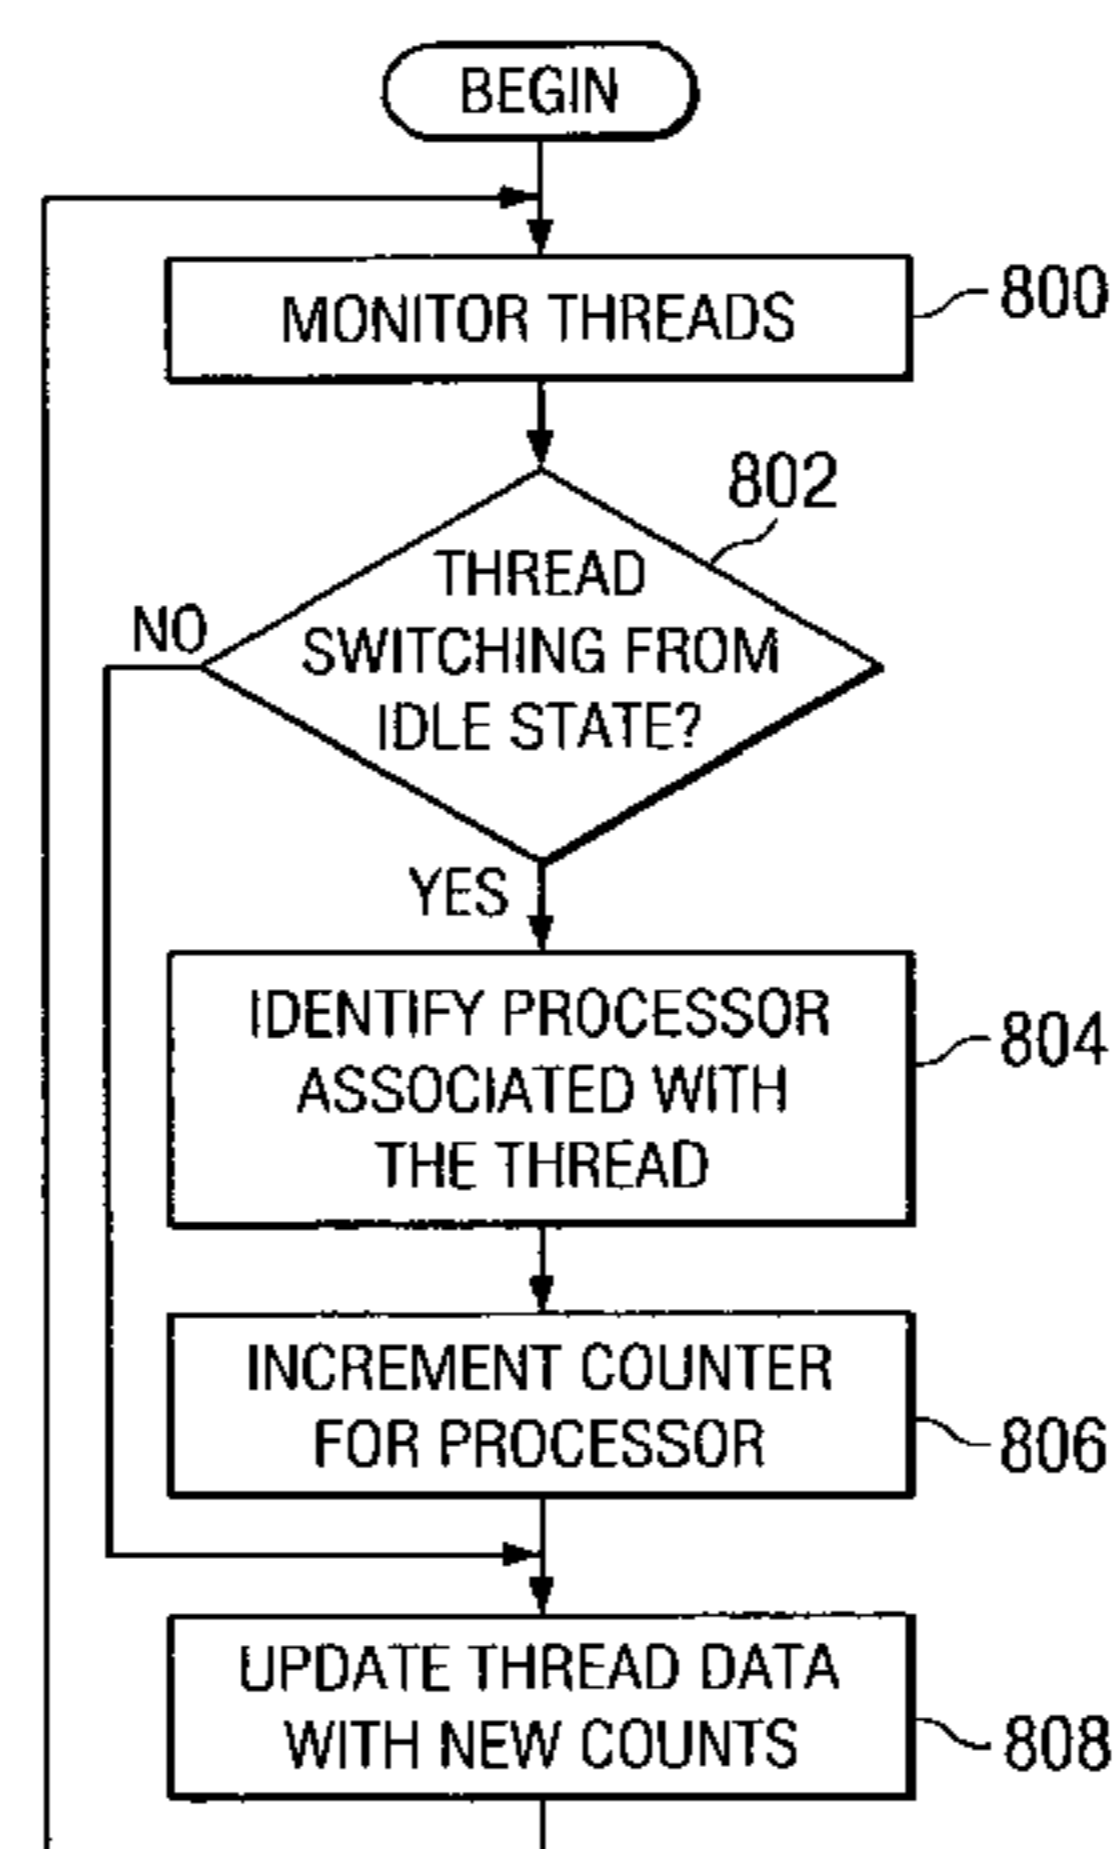 BEGIN
MONITOR THREADS
800
802
THREAD
SWITCHING FROM
IDLE STATE?
NO
YES
IDENTIFY PROCESSOR
ASSOCIATED WITH
THE THREAD
804
INCREMENT COUNTER
FOR PROCESSOR
806
UPDATE THREAD DATA
WITH NEW COUNTS
808